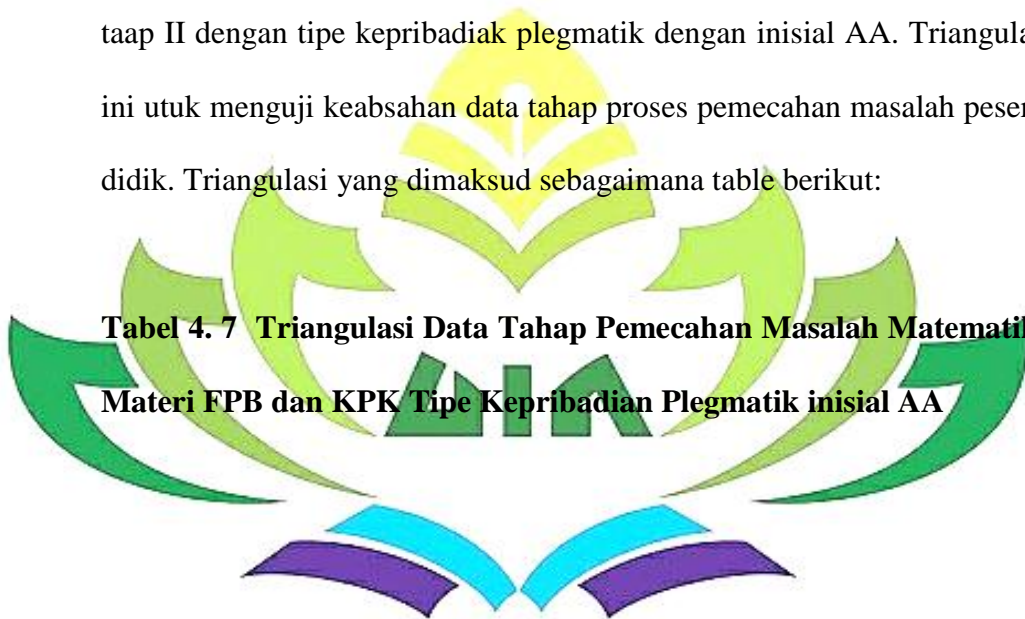 taap II dengan tipe kepribadiak plegmatik dengan inisial AA. Triangula
ini utuk menguji keabsahan data tahap proses pemecahan masalah peser
didik. Triangulasi yang dimaksud sebagaimana table berikut:
Tabel 4. 7 Triangulasi Data Tahap Pemecahan Masalah Matemati
Materi FPB dan KPK Tipe Kepribadian Plegmatik inisial AA
UIN